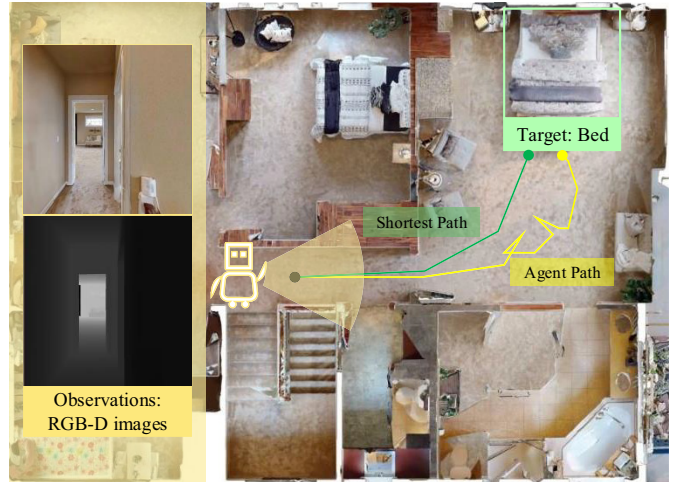 Target: Bed
Shortest Path
Agent Path
Observations:
RGB-D images